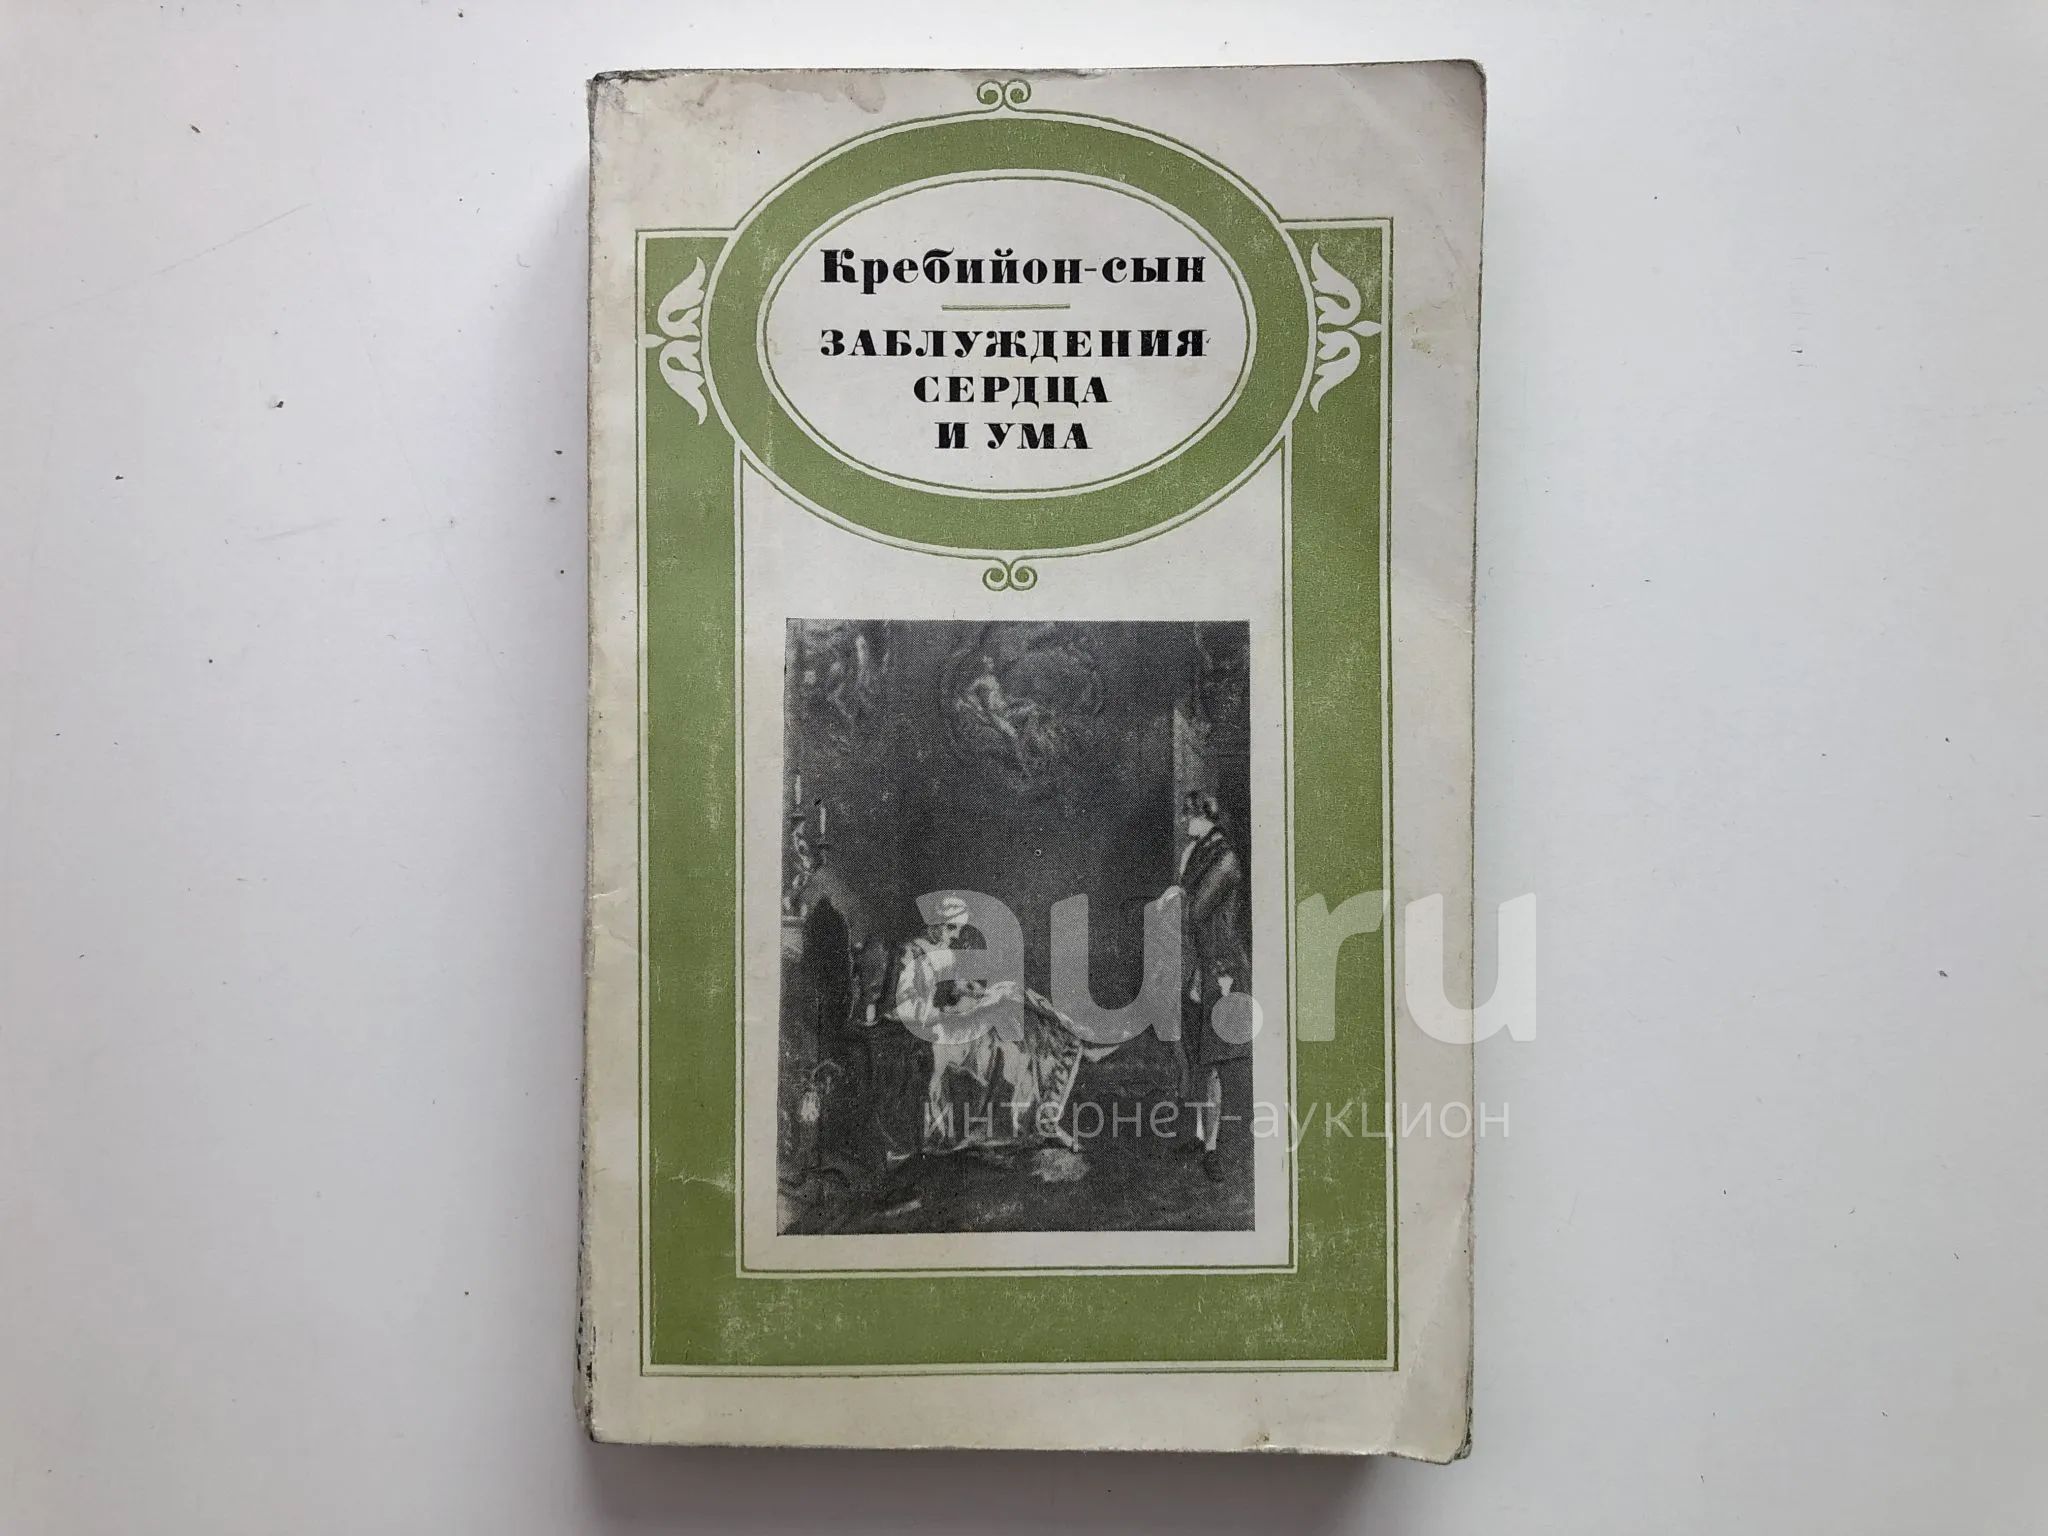 Кребийон-сын
ЗАБЛУЖДЕНИЯ
СЕРДЦА
И УМА
au.ru
интернет-аукцион